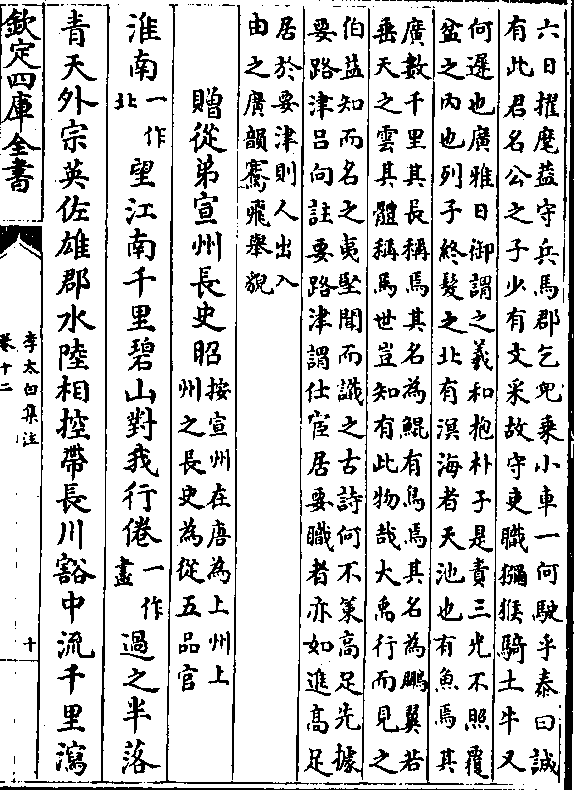 六日擢麾葢守兵馬郡乞兒乗小車一何駛乎泰曰誠
有此君名公之子少有文采故守吏職獼猴騎土牛又
何遲也廣雅日御謂之羲和抱朴子是責三光不照覆
盆之內也列子終髮之北有溟海者天池也有魚焉其
廣數千里其長稱焉其名為鯤有鳥焉其名為鵬翼若
垂天之雲其體稱焉世豈知有此物哉大禹行而見之
伯益知而名之夷堅聞而識之古詩何不策高足先據
要路津吕向註要路津謂仕宦居要職者亦如進髙足
居於要津則人出入
由之廣韻騫飛舉貌
贈從弟宣州長史昭
按宣州在唐為上州上
州之長史為從五品官
淮南一作北望江南千里碧山對我行倦一作盡過之半落
青天外宗英佐雄郡水陸相控帶長川豁中流千里瀉
欽定四庫全書
李太白集注
卷十二
十